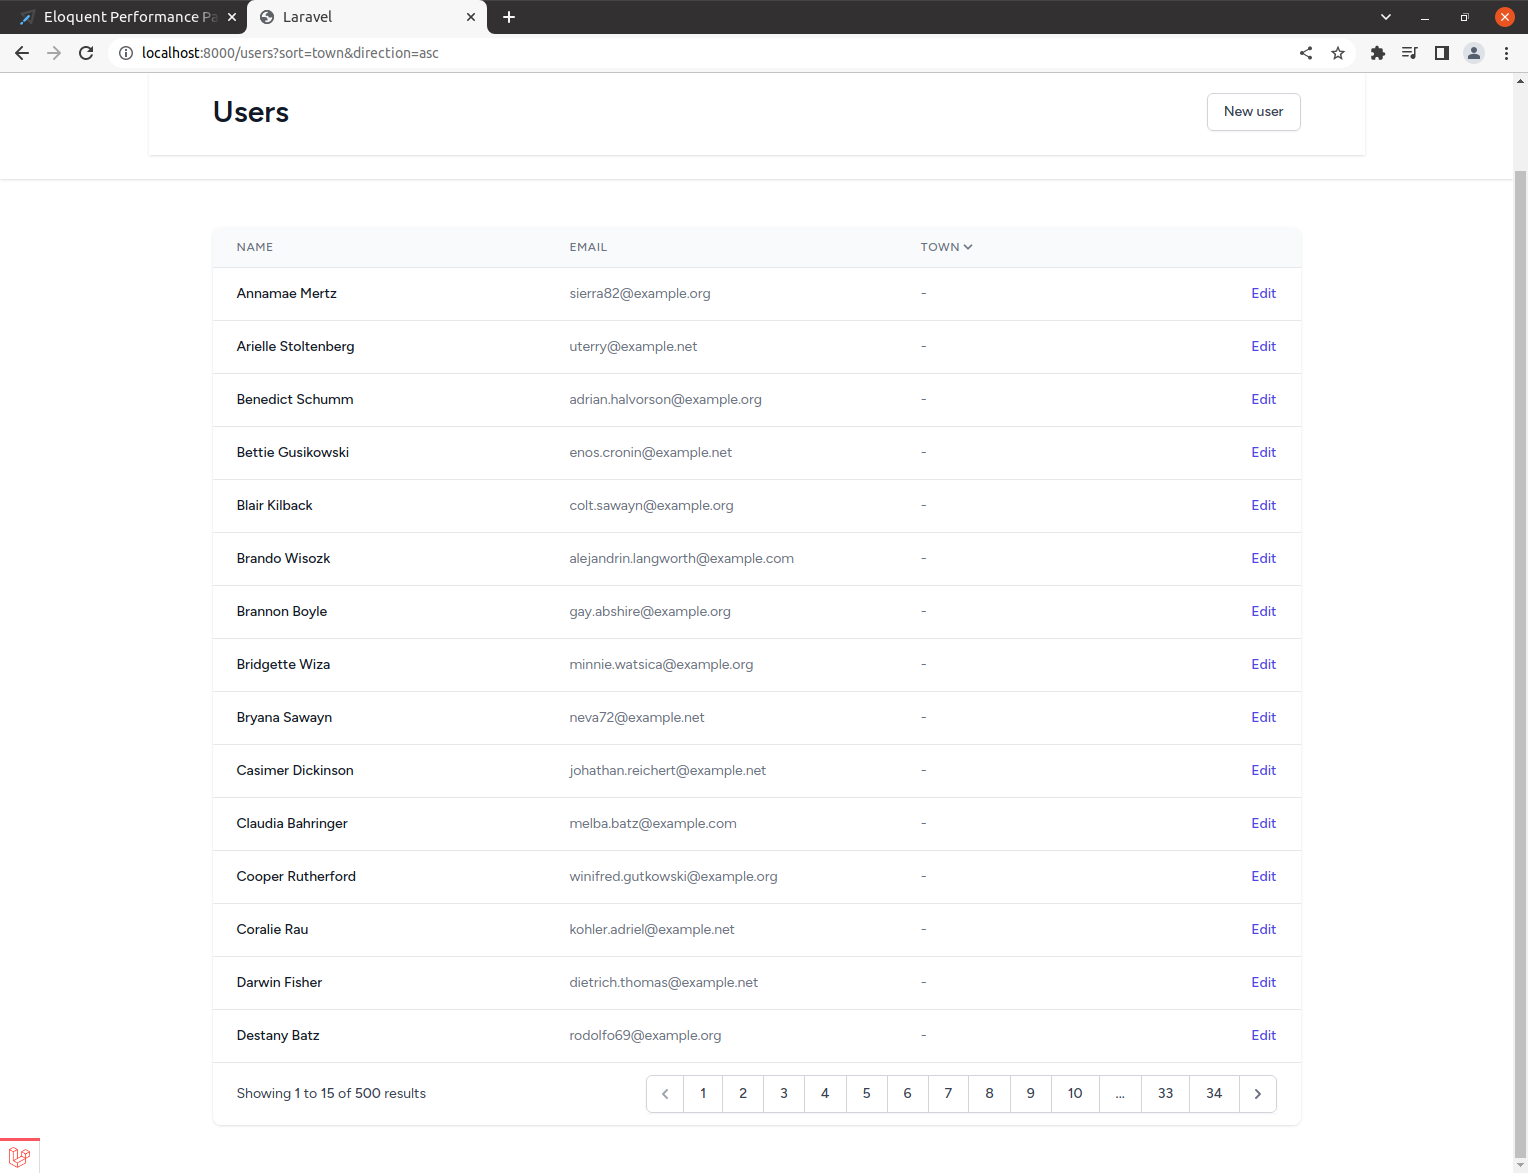 Eloquent Performance Pa
Laravel
localhost:8000/users?sort=town&direction=asc
Users
New user
NAME EMAIL TOWN
Annamae Mertz sierra82@example.org - Edit
Arielle Stoltenberg uterry@example.net - Edit
Benedict Schumm adrian.halvorson@example.org - Edit
Bettie Gusikowski enos.cronin@example.net - Edit
Blair Kilback colt.sawayn@example.org - Edit
Brando Wisozk alejandrin.langworth@example.com - Edit
Brannon Boyle gay.abshire@example.org - Edit
Bridgette Wiza minnie.watsica@example.org - Edit
Bryana Sawayn neva72@example.net - Edit
Casimer Dickinson johathan.reichert@example.net - Edit
Claudia Bahringer melba.batz@example.com - Edit
Cooper Rutherford winifred.gutkowski@example.org - Edit
Coralie Rau kohler.adriel@example.net - Edit
Darwin Fisher dietrich.thomas@example.net - Edit
Destany Batz rodolfo69@example.org - Edit
Showing 1 to 15 of 500 results 1 2 3 4 5 6 7 8 9 10 ... 33 34